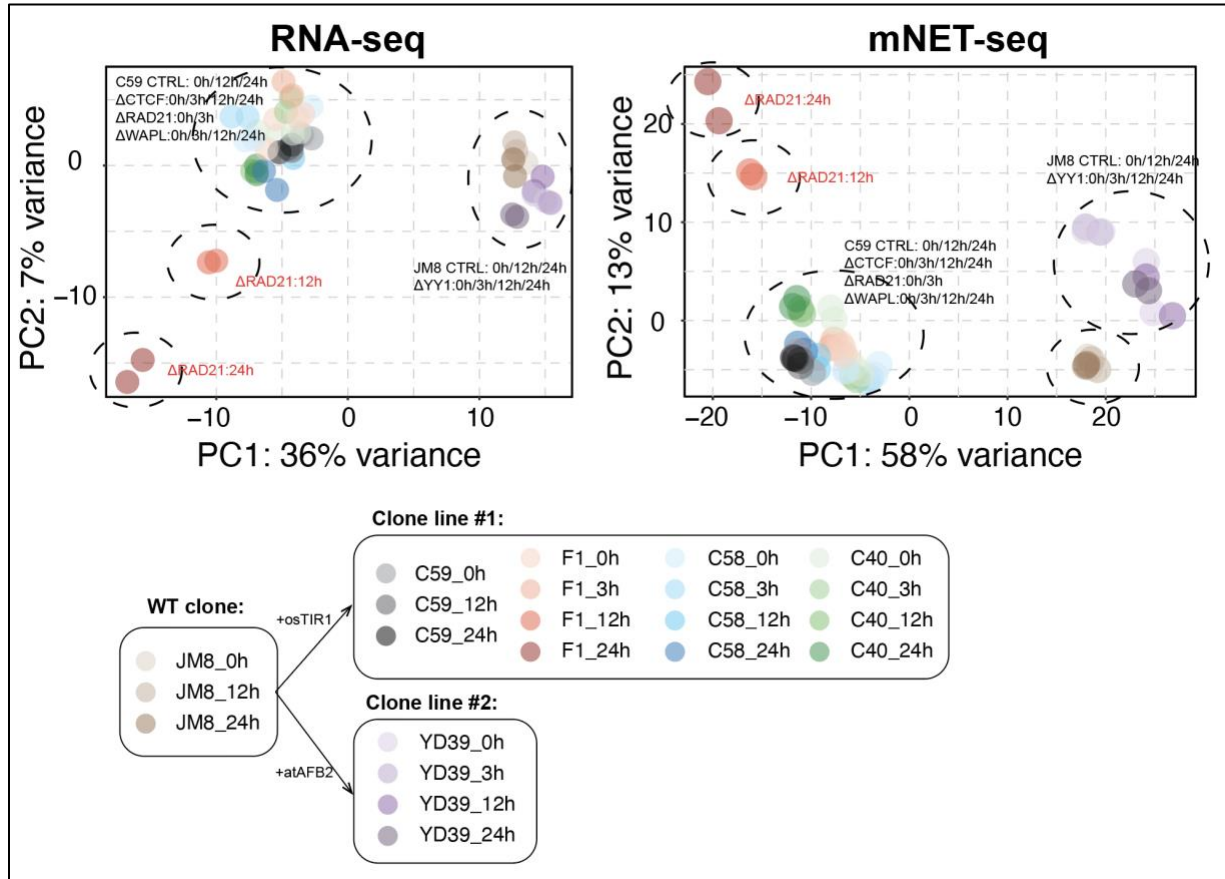 RNA-seq
C59 CTRL: 0h/12h/24h
ΔCTCF:0h/3h/12h/24h
ΔRAD21:0h/3h
ΔWAPL:0h/3h/12h/24h
0
−10
PC2: 7% variance
ΔRAD21:12h
ΔRAD21:24h
JM8 CTRL: 0h/12h/24h
ΔYY1:0h/3h/12h/24h
−10
0
10
PC1: 36% variance
mNET-seq
ΔRAD21:24h
ΔRAD21:12h
JM8 CTRL: 0h/12h/24h
ΔYY1:0h/3h/12h/24h
C59 CTRL: 0h/12h/24h
ΔCTCF:0h/3h/12h/24h
ΔRAD21:0h/3h
ΔWAPL:0h/3h/12h/24h
20
10
0
PC2: 13% variance
−20
−10
0
10
20
PC1: 58% variance
WT clone:
JM8_0h
JM8_12h
JM8_24h
+osTIR1
+atAFB2
Clone line #1:
C59_0h
C59_12h
C59_24h
F1_0h
F1_3h
F1_12h
F1_24h
C58_0h
C58_3h
C58_12h
C58_24h
C40_0h
C40_3h
C40_12h
C40_24h
Clone line #2:
YD39_0h
YD39_3h
YD39_12h
YD39_24h